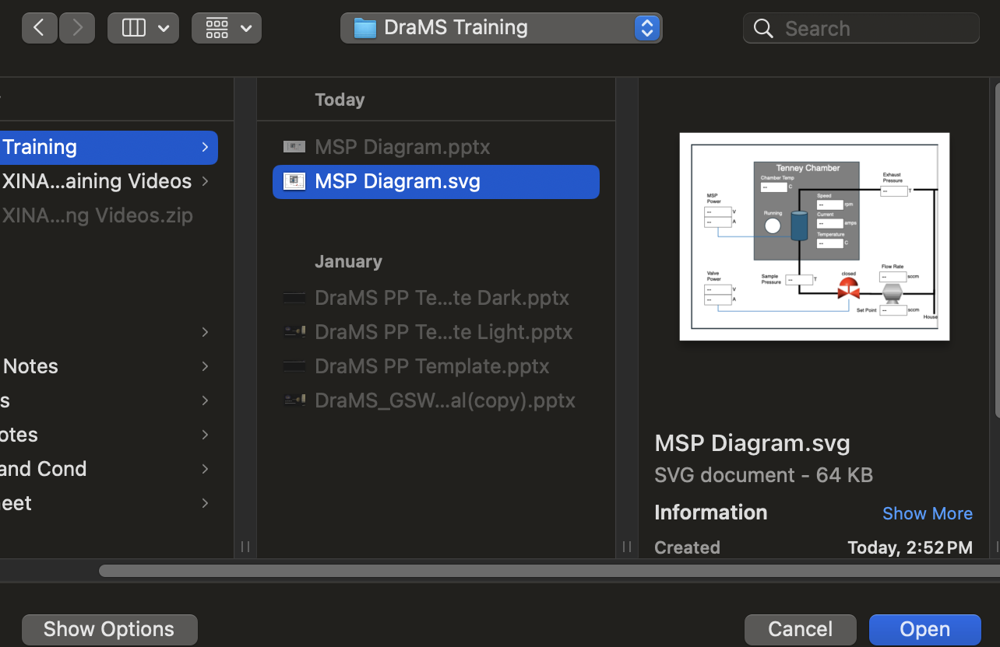 DraMS Training
Search
Training
XINA...aining Videos
XINA...ng Videos.zip
Notes
s
otes
and Cond
eet
Today
MSP Diagram.pptx
MSP Diagram.svg
January
DraMS PP Te...te Dark.pptx
DraMS PP Te...te Light.pptx
DraMS PP Template.pptx
DraMS_GSW...al(copy).pptx
Tenney Chamber
Chamber Temp
-- C
Exhaust
Pressure
-- T
MSP
Power
-- V
-- A
Running
Speed
-- rpm
Current
-- amps
Temperature
-- C
Valve
Power
-- V
-- A
Sample
Pressure
-- T
closed
Flow Rate
-- sccm
Set Point -- sccm
House
MSP Diagram.svg
SVG document - 64 KB
Information
Show More
Created
Today, 2:52 PM
Show Options
Cancel
Open